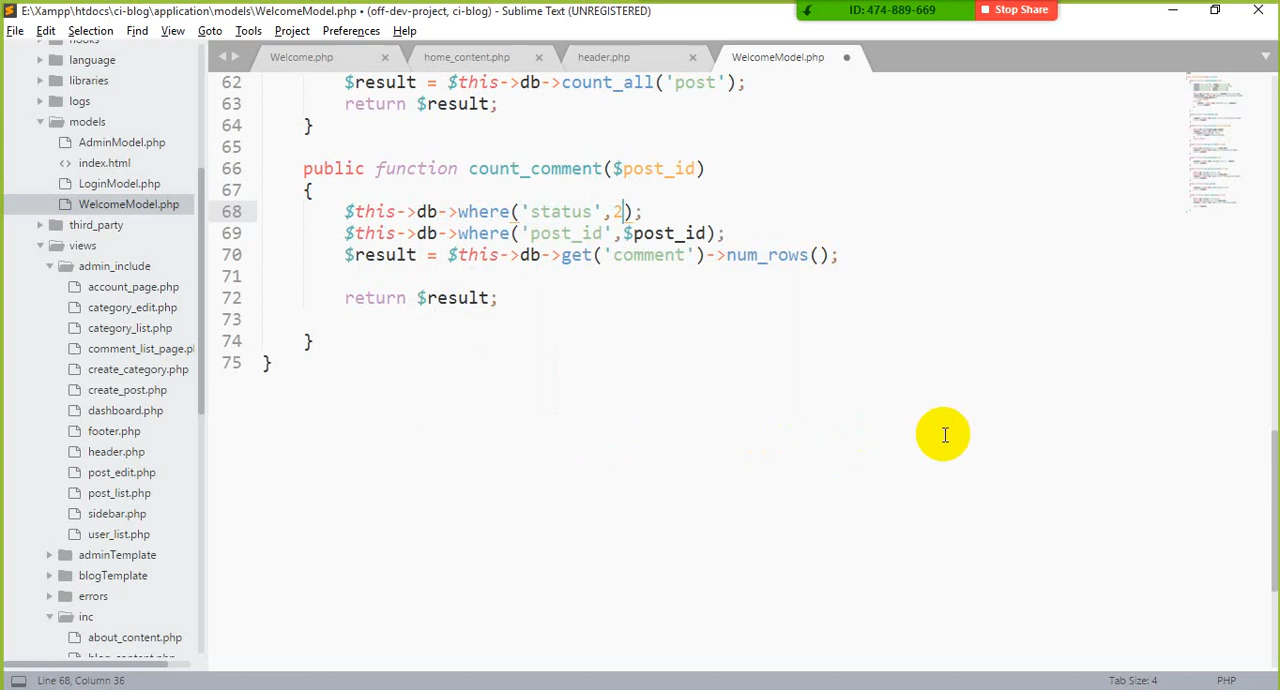 E:\Xampp\htdocs\ci-blog\application\models\WelcomeModel.php • (off-dev-project, ci-blog) - Sublime Text (UNREGISTERED)
ID: 474-889-669
Stop Share
File Edit Selection Find View Goto Tools Project Preferences Help
Welcome.php
home_content.php
header.php
WelcomeModel.php
language
libraries
logs
models
AdminModel.php
index.html
LoginModel.php
WelcomeModel.php
third_party
views
admin_include
account_page.php
category_edit.php
category_list.php
comment_list_page.p
create_category.php
create_post.php
dashboard.php
footer.php
header.php
post_edit.php
post_list.php
sidebar.php
user_list.php
adminTemplate
blogTemplate
errors
inc
about_content.php
62 $result = $this->db->count_all('post');
63 return $result;
64 }
65
66 public function count_comment($post_id)
67 {
68 $this->db->where('status',2);
69 $this->db->where('post_id',$post_id);
70 $result = $this->db->get('comment')->num_rows();
71
72 return $result;
73
74 }
75 }
Line 68, Column 36
Tab Size: 4
PHP